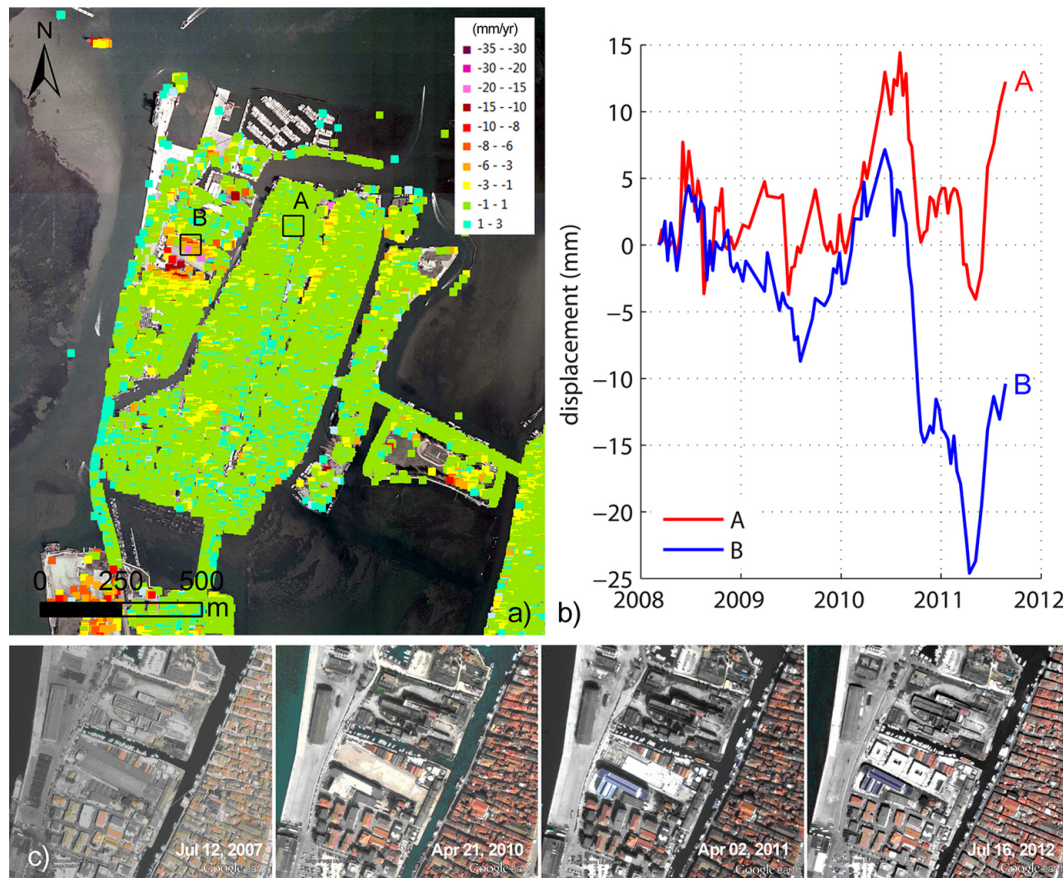 N
(mm/yr)
-35 - -30
-30 - -20
-20 - -15
-15 - -10
-10 - -8
-8 - -6
-6 - -3
-3 - -1
-1 - 1
1 - 3
A
B
0 250 500
m
a)
b)
displacement (mm)
15
10
5
0
−5
−10
−15
−20
−25
2008 2009 2010 2011 2012
A
B
A
B
c)
Jul 12, 2007
Google earth
Apr 21, 2010
Google earth
Apr 02, 2011
Google earth
Jul 16, 2012
Google earth